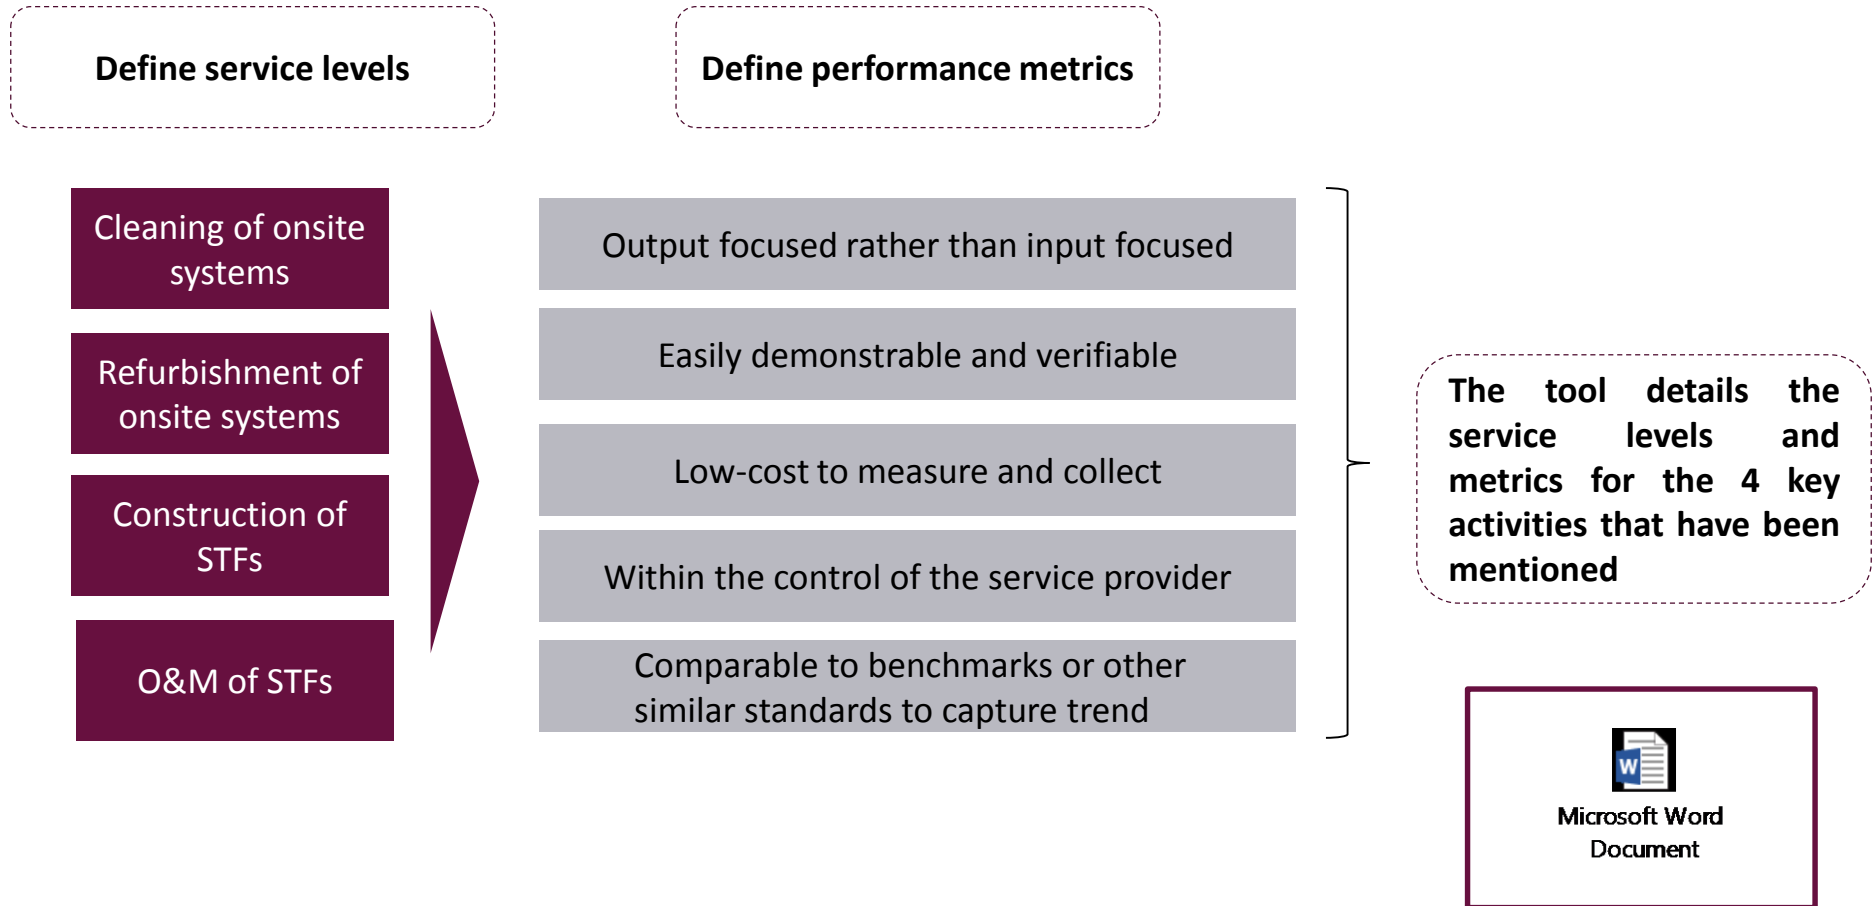 Define service levels
Define performance metrics
Cleaning of onsite
systems
Refurbishment of
onsite systems
Construction of
STFs
O&M of STFs
Output focused rather than input focused
Easily demonstrable and verifiable
Low-cost to measure and collect
Within the control of the service provider
Comparable to benchmarks or other
similar standards to capture trend
The tool details the
service levels and
metrics for the 4 key
activities that have been
mentioned
W
Microsoft Word
Document